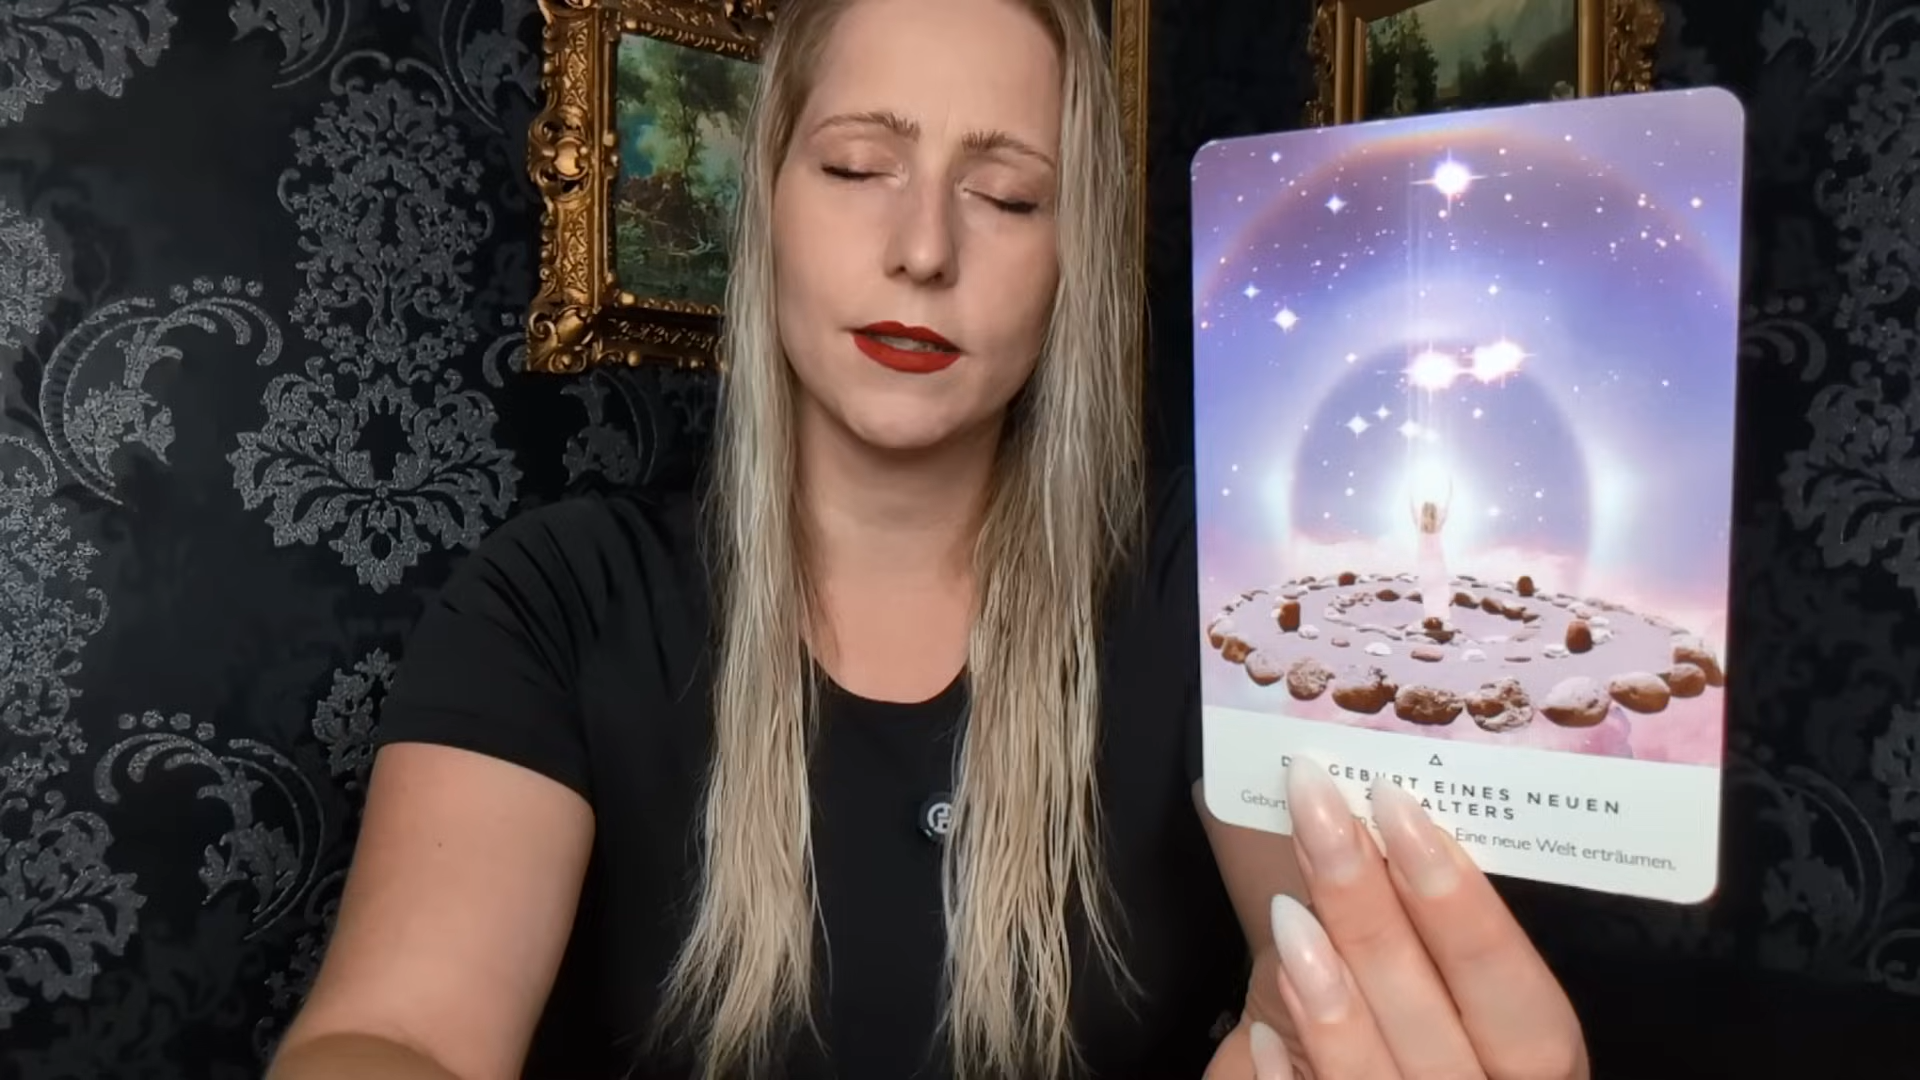 GEBURT EINES NEUEN
ALTERS
Geburt Eine neue Welt erträumen.